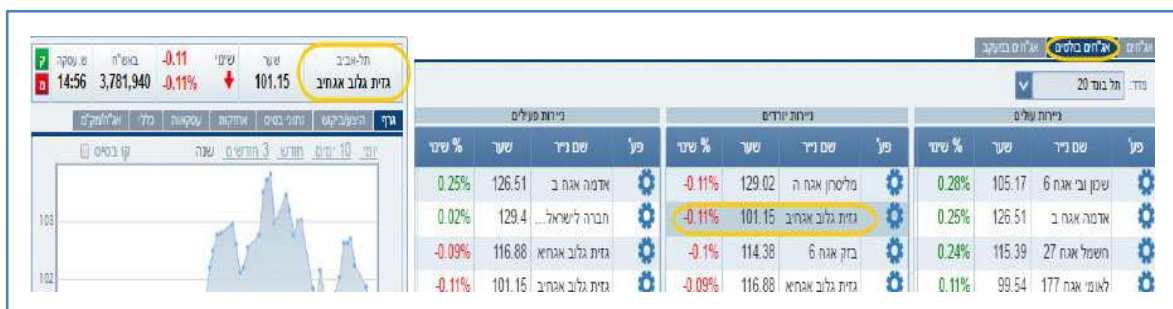 אג"חים אג"חים בולטים אג"חים במעקב
מדד: תל בונד 20
ניירות עולים
פע' שם נייר שער % שינוי
שכון ובי אגח 6 105.17 0.28%
אדמה אגח ב 126.51 0.25%
חשמל אגח 27 115.39 0.24%
לאומי אגח 177 99.54 0.11%
ניירות יורדים
פע' שם נייר שער % שינוי
מליסרון אגח ה 129.02 -0.11%
גזית גלוב אגחיב 101.15 -0.11%
בזק אגח 6 114.38 -0.1%
גזית גלוב אגחיא 116.88 -0.09%
ניירות פעילים
פע' שם נייר שער % שינוי
אדמה אגח ב 126.51 0.25%
חברה לישראל... 129.4 0.02%
גזית גלוב אגחיא 116.88 -0.09%
גזית גלוב אגחיב 101.15 -0.11%
תל-אביב שער שינוי -0.11 באש"ח ש.עסקה ק
גזית גלוב אגחיב 101.15 -0.11% 3,781,940 14:56 מ
גרף היצע/ביקוש נתוני בסיס אחזקות עסקאות כללי אג"ח/מק"מ
יומי 10 ימים חודש 3 חודשים שנה קו בסיס
103
102